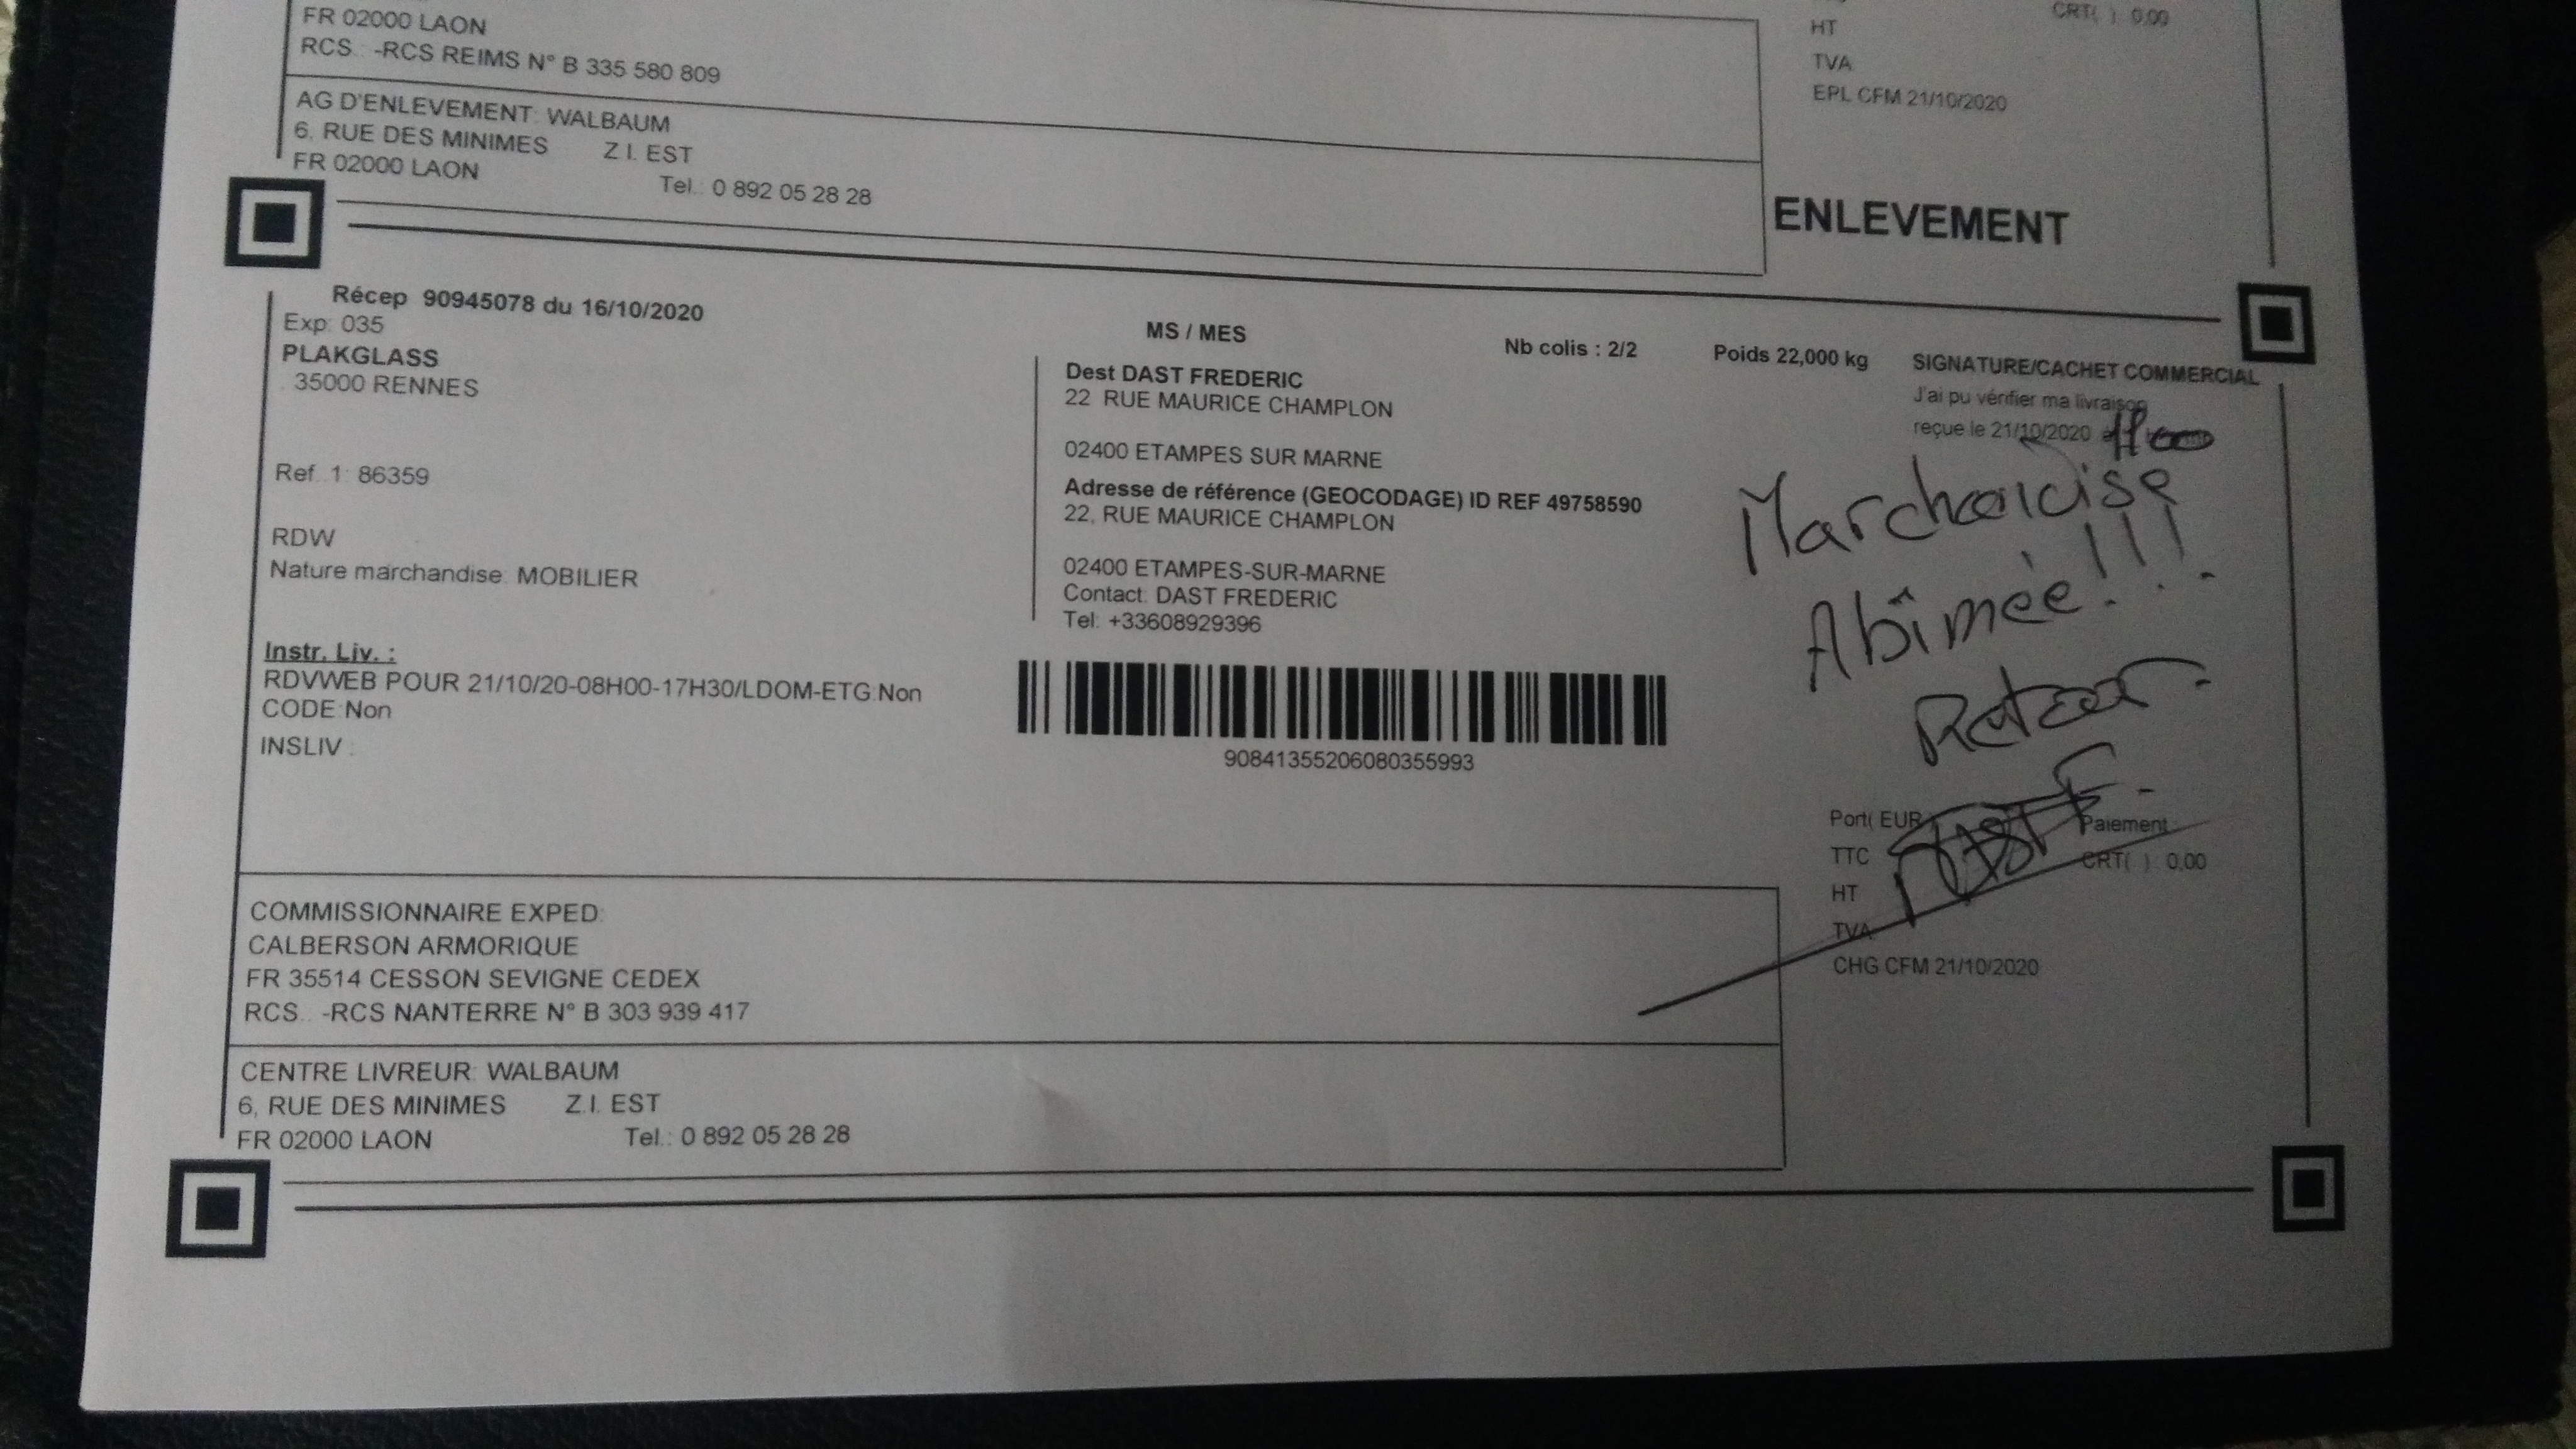 FR 02000 LAON
RCS.: -RCS REIMS N° B 335 580 809
CRT( ) 0,00
HT
TVA
EPL CFM 21/10/2020
AG D'ENLEVEMENT: WALBAUM
6, RUE DES MINIMES Z.I. EST
FR 02000 LAON
Tel.: 0 892 05 28 28
ENLEVEMENT
Récep 90945078 du 16/10/2020
Exp: 035
PLAKGLASS
35000 RENNES
Ref. 1: 86359
RDW
Nature marchandise: MOBILIER
Instr. Liv. :
RDVWEB POUR 21/10/20-08H00-17H30/LDOM-ETG:Non
CODE:Non
INSLIV :
MS / MES
Nb colis : 2/2
Poids 22,000 kg
Dest DAST FREDERIC
22 RUE MAURICE CHAMPLON
02400 ETAMPES SUR MARNE
Adresse de référence (GEOCODAGE) ID REF 49758590
22, RUE MAURICE CHAMPLON
02400 ETAMPES-SUR-MARNE
Contact: DAST FREDERIC
Tel: +33608929396
90841355206080355993
SIGNATURE/CACHET COMMERCIAL
J'ai pu vérifier ma livraison
reçue le 21/10/2020
Marchandise
Abîmée!!!
Retour
DAST F.
Port( EUR ) Paiement:
TTC CRT( ) 0,00
HT
TVA
CHG CFM 21/10/2020
COMMISSIONNAIRE EXPED:
CALBERSON ARMORIQUE
FR 35514 CESSON SEVIGNE CEDEX
RCS.: -RCS NANTERRE N° B 303 939 417
CENTRE LIVREUR: WALBAUM
6, RUE DES MINIMES Z.I. EST
FR 02000 LAON Tel.: 0 892 05 28 28